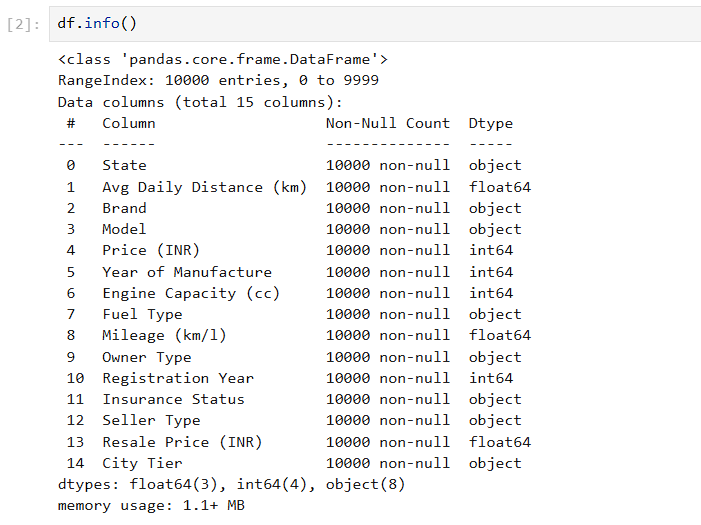 [2]: df.info()
<class 'pandas.core.frame.DataFrame'>
RangeIndex: 10000 entries, 0 to 9999
Data columns (total 15 columns):
 #   Column                   Non-Null Count  Dtype
---  ------                   --------------  -----
 0   State                    10000 non-null  object
 1   Avg Daily Distance (km)  10000 non-null  float64
 2   Brand                    10000 non-null  object
 3   Model                    10000 non-null  object
 4   Price (INR)              10000 non-null  int64
 5   Year of Manufacture      10000 non-null  int64
 6   Engine Capacity (cc)     10000 non-null  int64
 7   Fuel Type                10000 non-null  object
 8   Mileage (km/l)           10000 non-null  float64
 9   Owner Type               10000 non-null  object
 10  Registration Year        10000 non-null  int64
 11  Insurance Status         10000 non-null  object
 12  Seller Type              10000 non-null  object
 13  Resale Price (INR)       10000 non-null  float64
 14  City Tier                10000 non-null  object
dtypes: float64(3), int64(4), object(8)
memory usage: 1.1+ MB